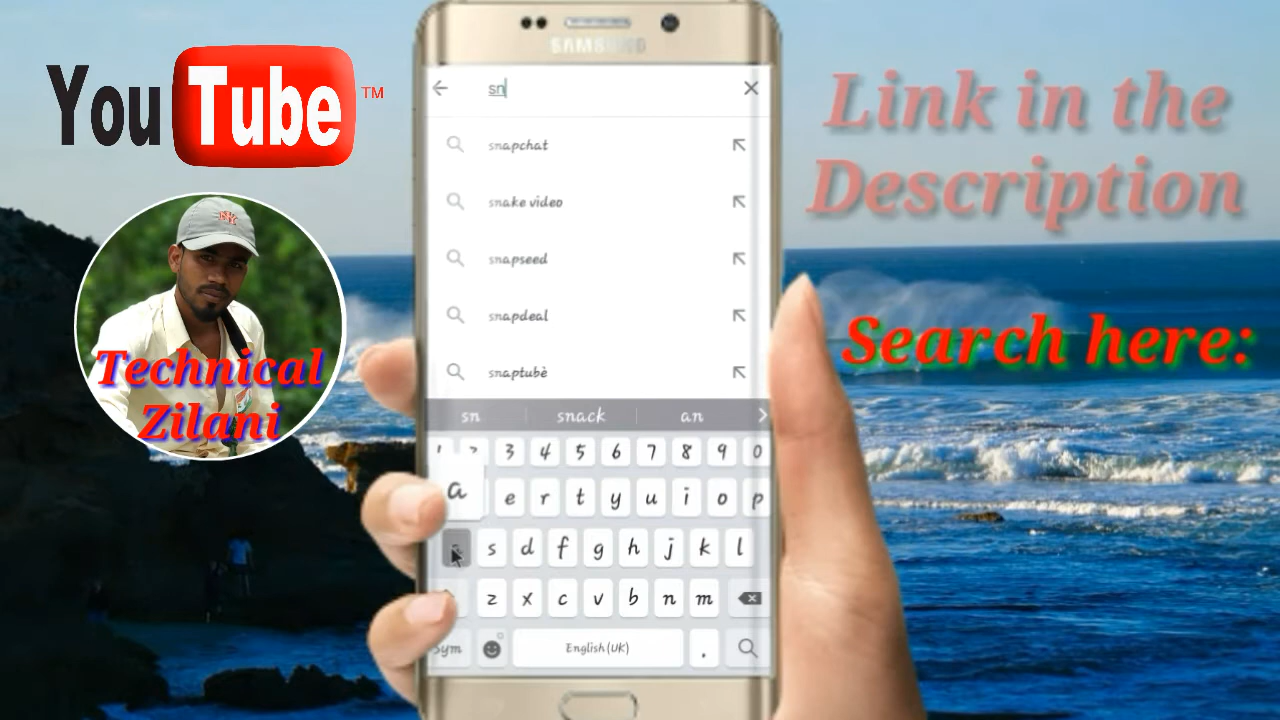 YouTube™
Technical
Zilani
SAMSUNG
sn
snapchat
snake video
snapseed
snapdeal
snaptube
sn snack an
3 4 5 6 7 8 9 0
a e r t y u i o p
s d f g h j k l
z x c v b n m
Sym English (UK) .
Link in the
Description
Search here: